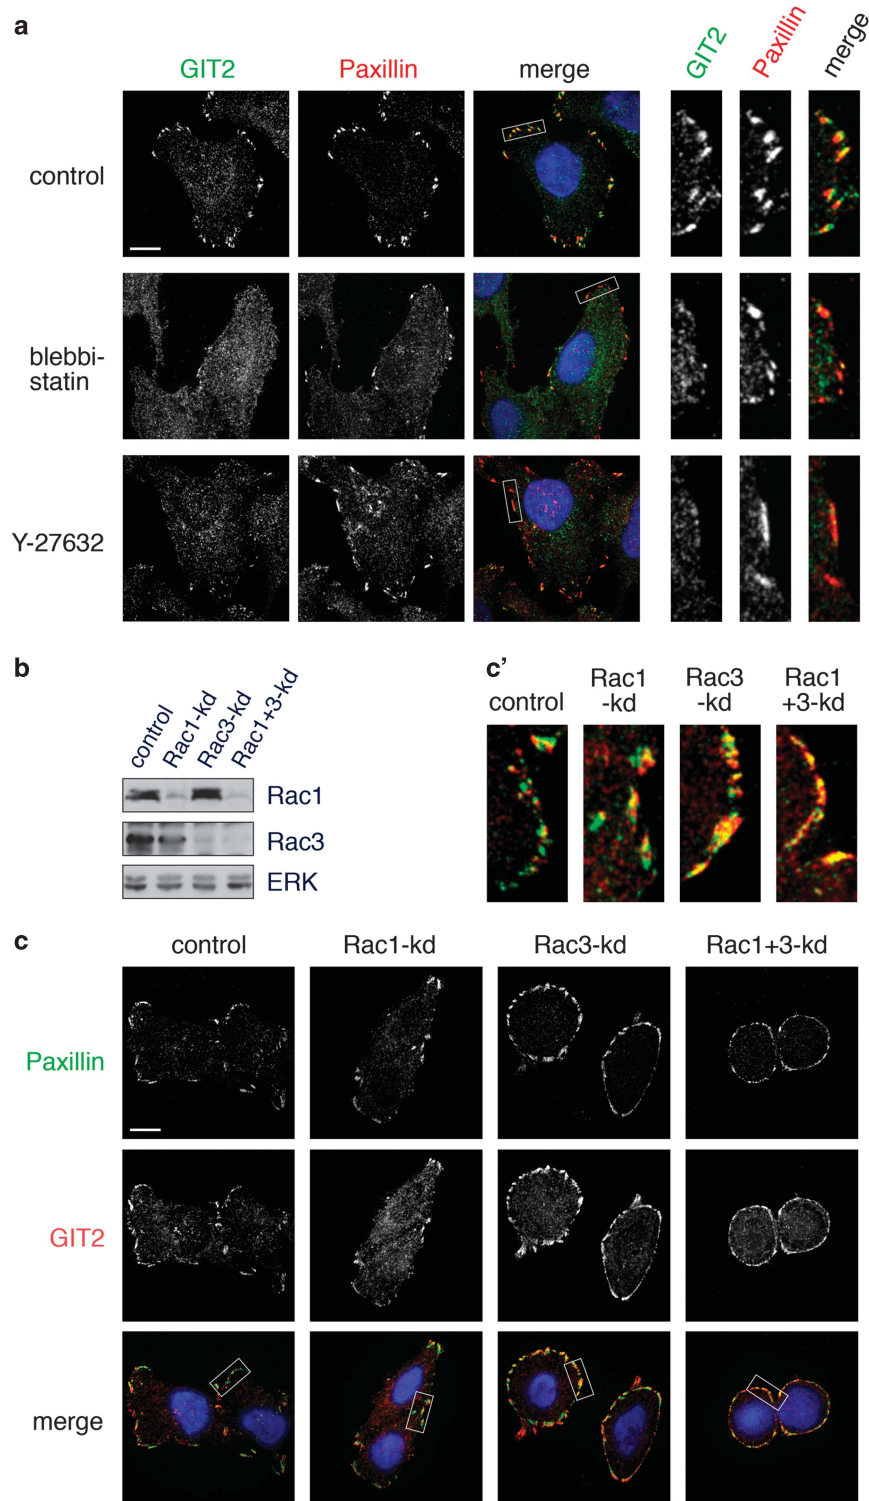 a
GIT2
Paxillin
merge
GIT2
Paxillin
merge
control
blebbi-
statin
Y-27632
b
control
Rac1-kd
Rac3-kd
Rac1+3-kd
Rac1
Rac3
ERK
c'
control
Rac1
-kd
Rac3
-kd
Rac1
+3-kd
c
control
Rac1-kd
Rac3-kd
Rac1+3-kd
Paxillin
GIT2
merge